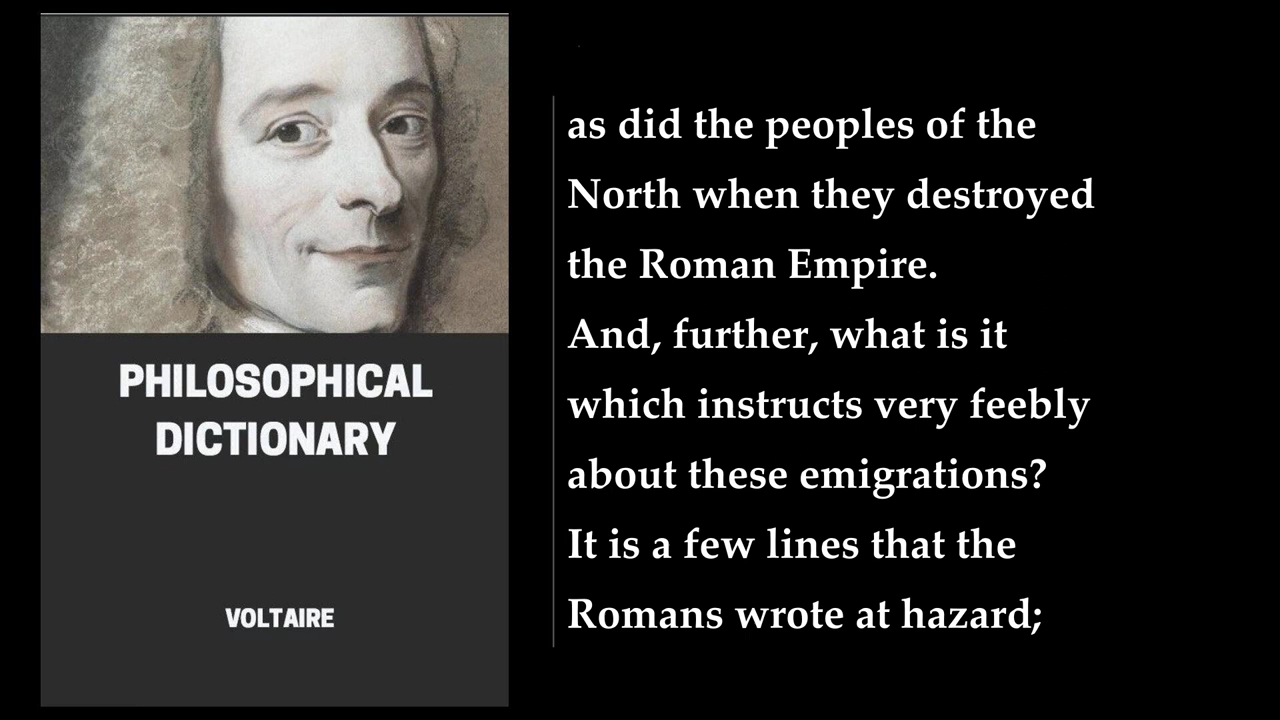 PHILOSOPHICAL
DICTIONARY
VOLTAIRE
as did the peoples of the
North when they destroyed
the Roman Empire.
And, further, what is it
which instructs very feebly
about these emigrations?
It is a few lines that the
Romans wrote at hazard;